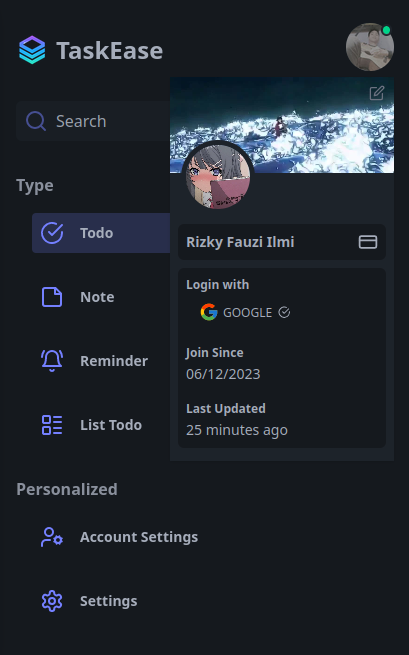 TaskEase
Search
Type
Todo
Note
Reminder
List Todo
Personalized
Account Settings
Settings
Rizky Fauzi Ilmi
Login with
GOOGLE
Join Since
06/12/2023
Last Updated
25 minutes ago